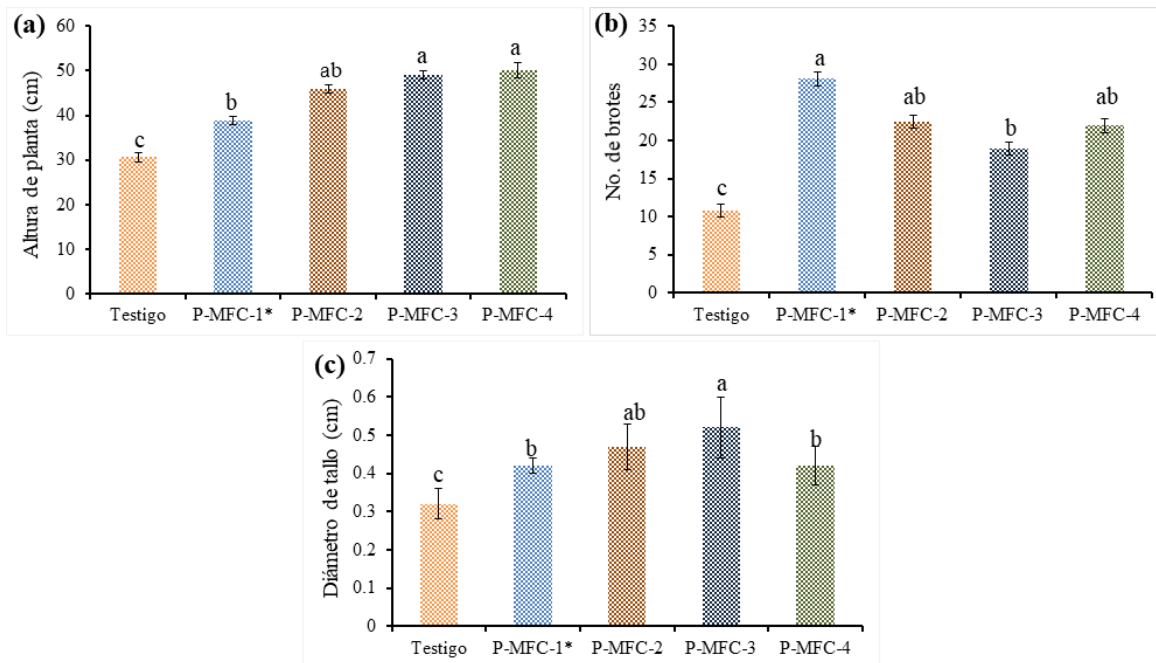 (a)
Altura de planta (cm)
60
50
40
30
20
10
0
c
b
ab
a
a
Testigo P-MFC-1* P-MFC-2 P-MFC-3 P-MFC-4
(b)
No. de brotes
35
30
25
20
15
10
5
0
c
a
ab
b
ab
Testigo P-MFC-1* P-MFC-2 P-MFC-3 P-MFC-4
(c)
Diámetro de tallo (cm)
0.7
0.6
0.5
0.4
0.3
0.2
0.1
0
c
b
ab
a
b
Testigo P-MFC-1* P-MFC-2 P-MFC-3 P-MFC-4